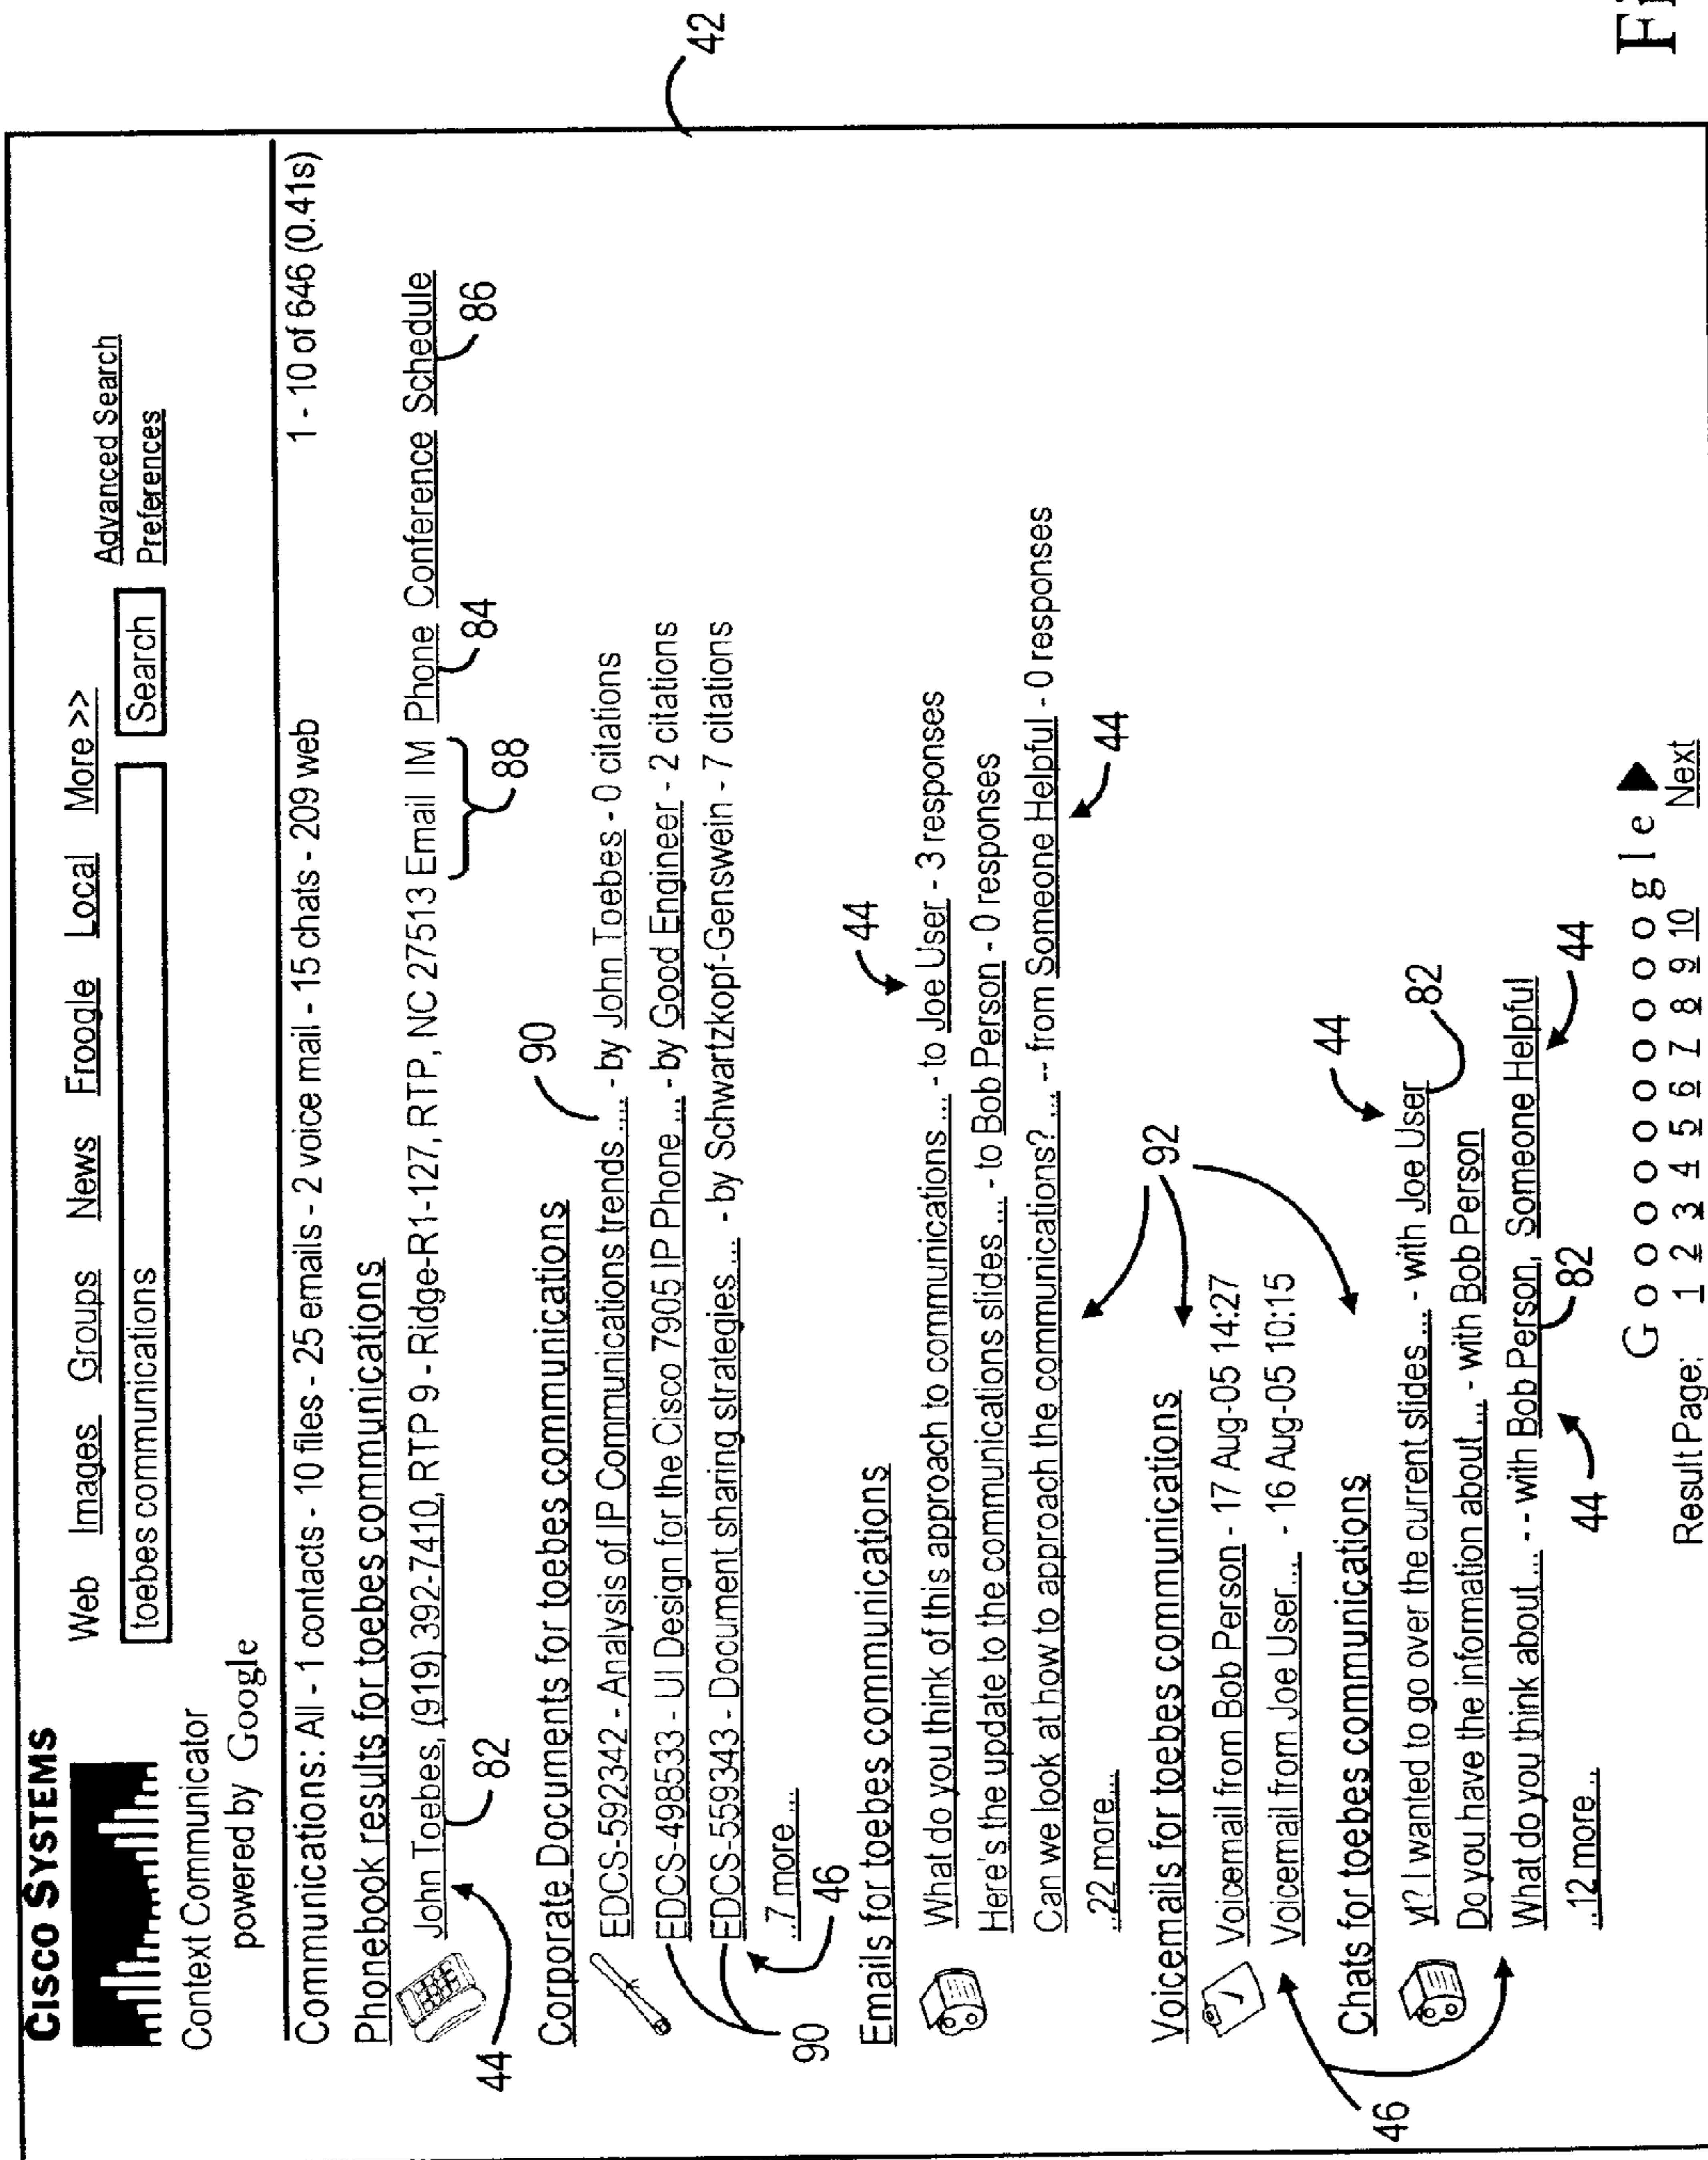 CISCO SYSTEMS
Web Images Groups News Froogle Local More >>
toebes communications Search Advanced Search
Preferences
Context Communicator
powered by Google
Communications: All - 1 contacts - 10 files - 25 emails - 2 voice mail - 15 chats - 209 web 1 - 10 of 646 (0.41s)
42
Phonebook results for toebes communications
John Toebes, (919) 392-7410, RTP 9 - Ridge-R1-127, RTP, NC 27513 Email IM Phone Conference Schedule
44 82 88 84 86
Corporate Documents for toebes communications
90
EDCS-592342 - Analysis of IP Communications trends .... - by John Toebes - 0 citations
EDCS-498533 - UI Design for the Cisco 7905 IP Phone ... - by Good Engineer - 2 citations
EDCS-559343 - Document sharing strategies ... - by Schwartzkopf-Genswein - 7 citations
..7 more ...
90 46
Emails for toebes communications
44
What do you think of this approach to communications ... - to Joe User - 3 responses
Here's the update to the communications slides ... - to Bob Person - 0 responses
Can we look at how to approach the communications? ... -- from Someone Helpful - 0 responses
44
..22 more...
92
Voicemails for toebes communications
Voicemail from Bob Person - 17 Aug-05 14:27
Voicemail from Joe User... - 16 Aug-05 10:15
46
Chats for toebes communications
44
yt? I wanted to go over the current slides ... - with Joe User 82
Do you have the information about ... - with Bob Person
What do you think about ... - - with Bob Person, Someone Helpful
44 82 44
..12 more..
Goooooooooogle
Result Page: 1 2 3 4 5 6 7 8 9 10 Next